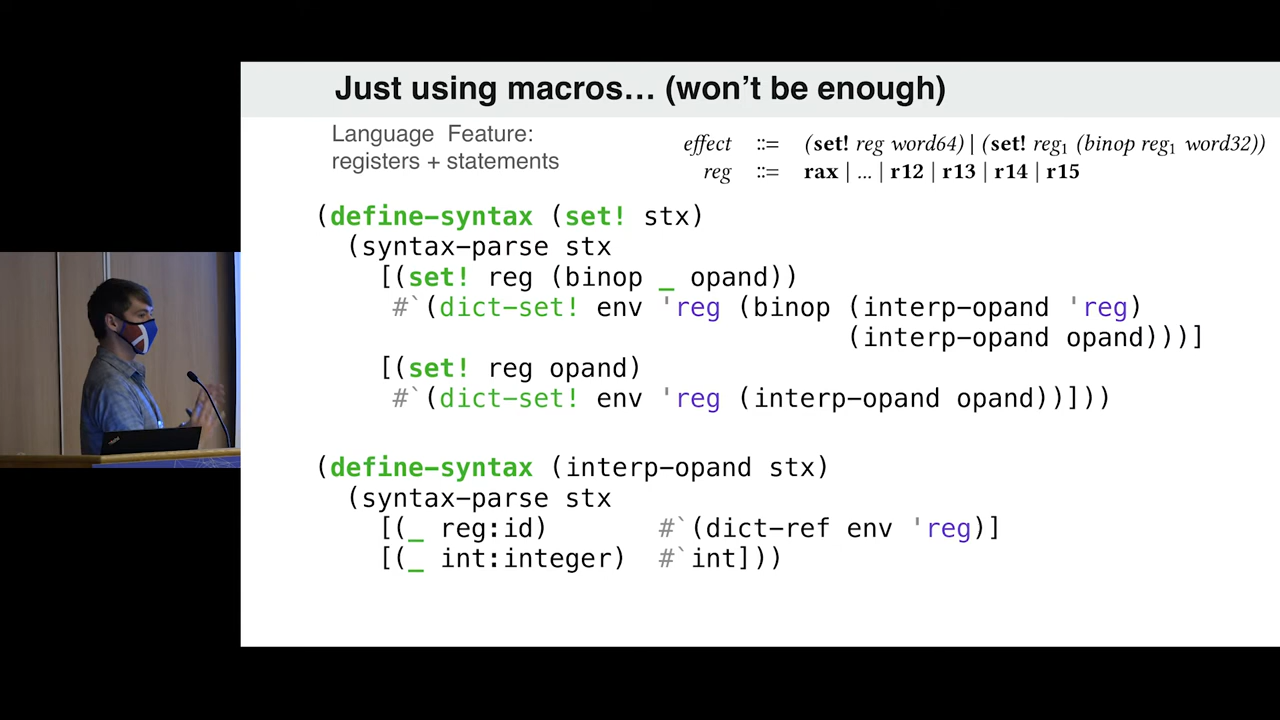 Just using macros… (won’t be enough)
Language Feature:
registers + statements
effect ::= (set! reg word64) | (set! reg₁ (binop reg₁ word32))
reg ::= rax | ... | r12 | r13 | r14 | r15
(define-syntax (set! stx)
(syntax-parse stx
[(set! reg (binop _ opand))
#`(dict-set! env 'reg (binop (interp-opand 'reg)
(interp-opand opand)))]
[(set! reg opand)
#`(dict-set! env 'reg (interp-opand opand))]))
(define-syntax (interp-opand stx)
(syntax-parse stx
[(_ reg:id) #`(dict-ref env 'reg)]
[(_ int:integer) #`int]))